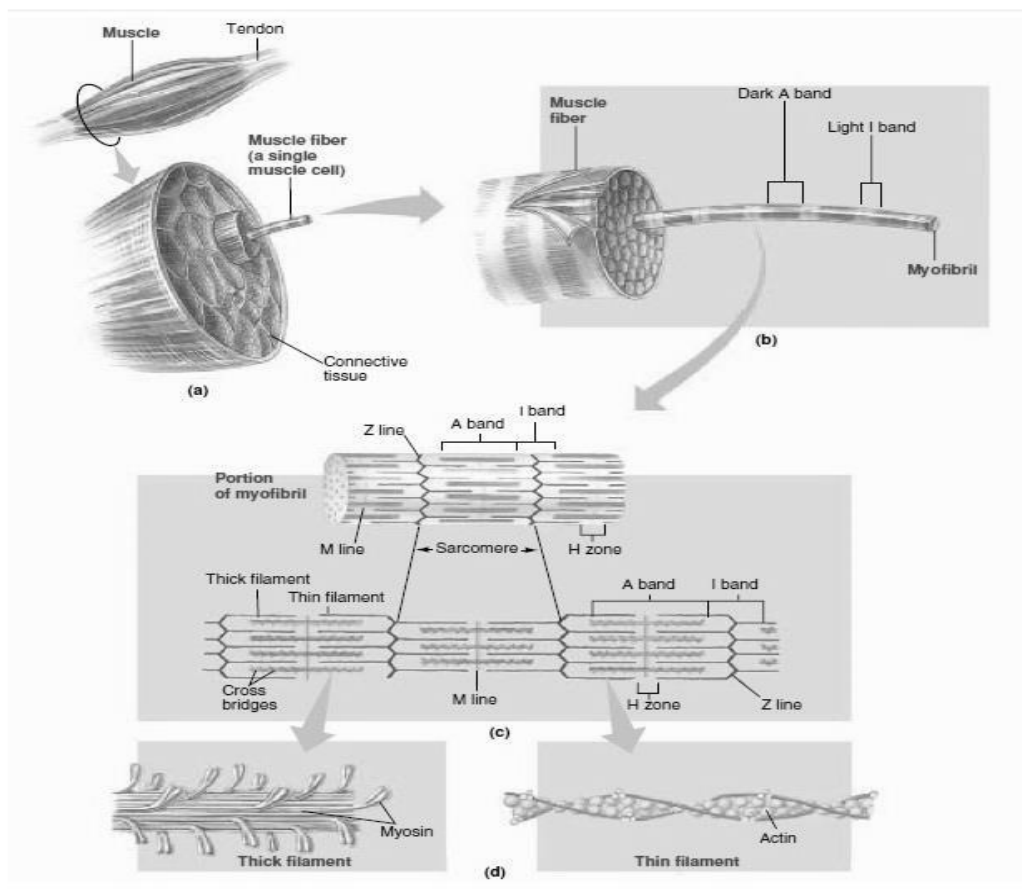 Muscle
Tendon
Muscle fiber
(a single
muscle cell)
Connective
tissue
(a)
Muscle
fiber
Dark A band
Light I band
Myofibril
(b)
Z line
A band
I band
Portion
of myofibril
M line
Sarcomere
H zone
Thick filament
Thin filament
A band
I band
Cross
bridges
M line
H zone
Z line
(c)
Myosin
Thick filament
Actin
Thin filament
(d)